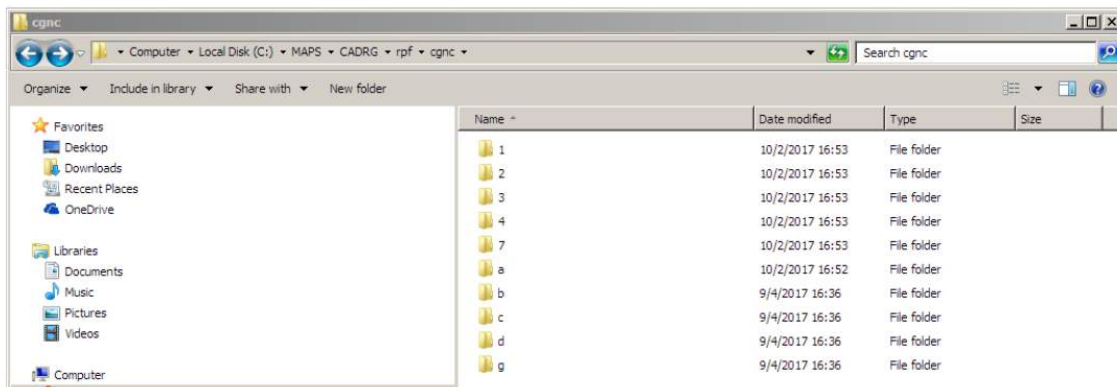 cgnc
Computer Local Disk (C:) MAPS CADRG rpf cgnc
Search cgnc
Organize Include in library Share with New folder
Favorites
Desktop
Downloads
Recent Places
OneDrive
Libraries
Documents
Music
Pictures
Videos
Computer
Name Date modified Type Size
1 10/2/2017 16:53 File folder
2 10/2/2017 16:53 File folder
3 10/2/2017 16:53 File folder
4 10/2/2017 16:53 File folder
7 10/2/2017 16:53 File folder
a 10/2/2017 16:52 File folder
b 9/4/2017 16:36 File folder
c 9/4/2017 16:36 File folder
d 9/4/2017 16:36 File folder
g 9/4/2017 16:36 File folder